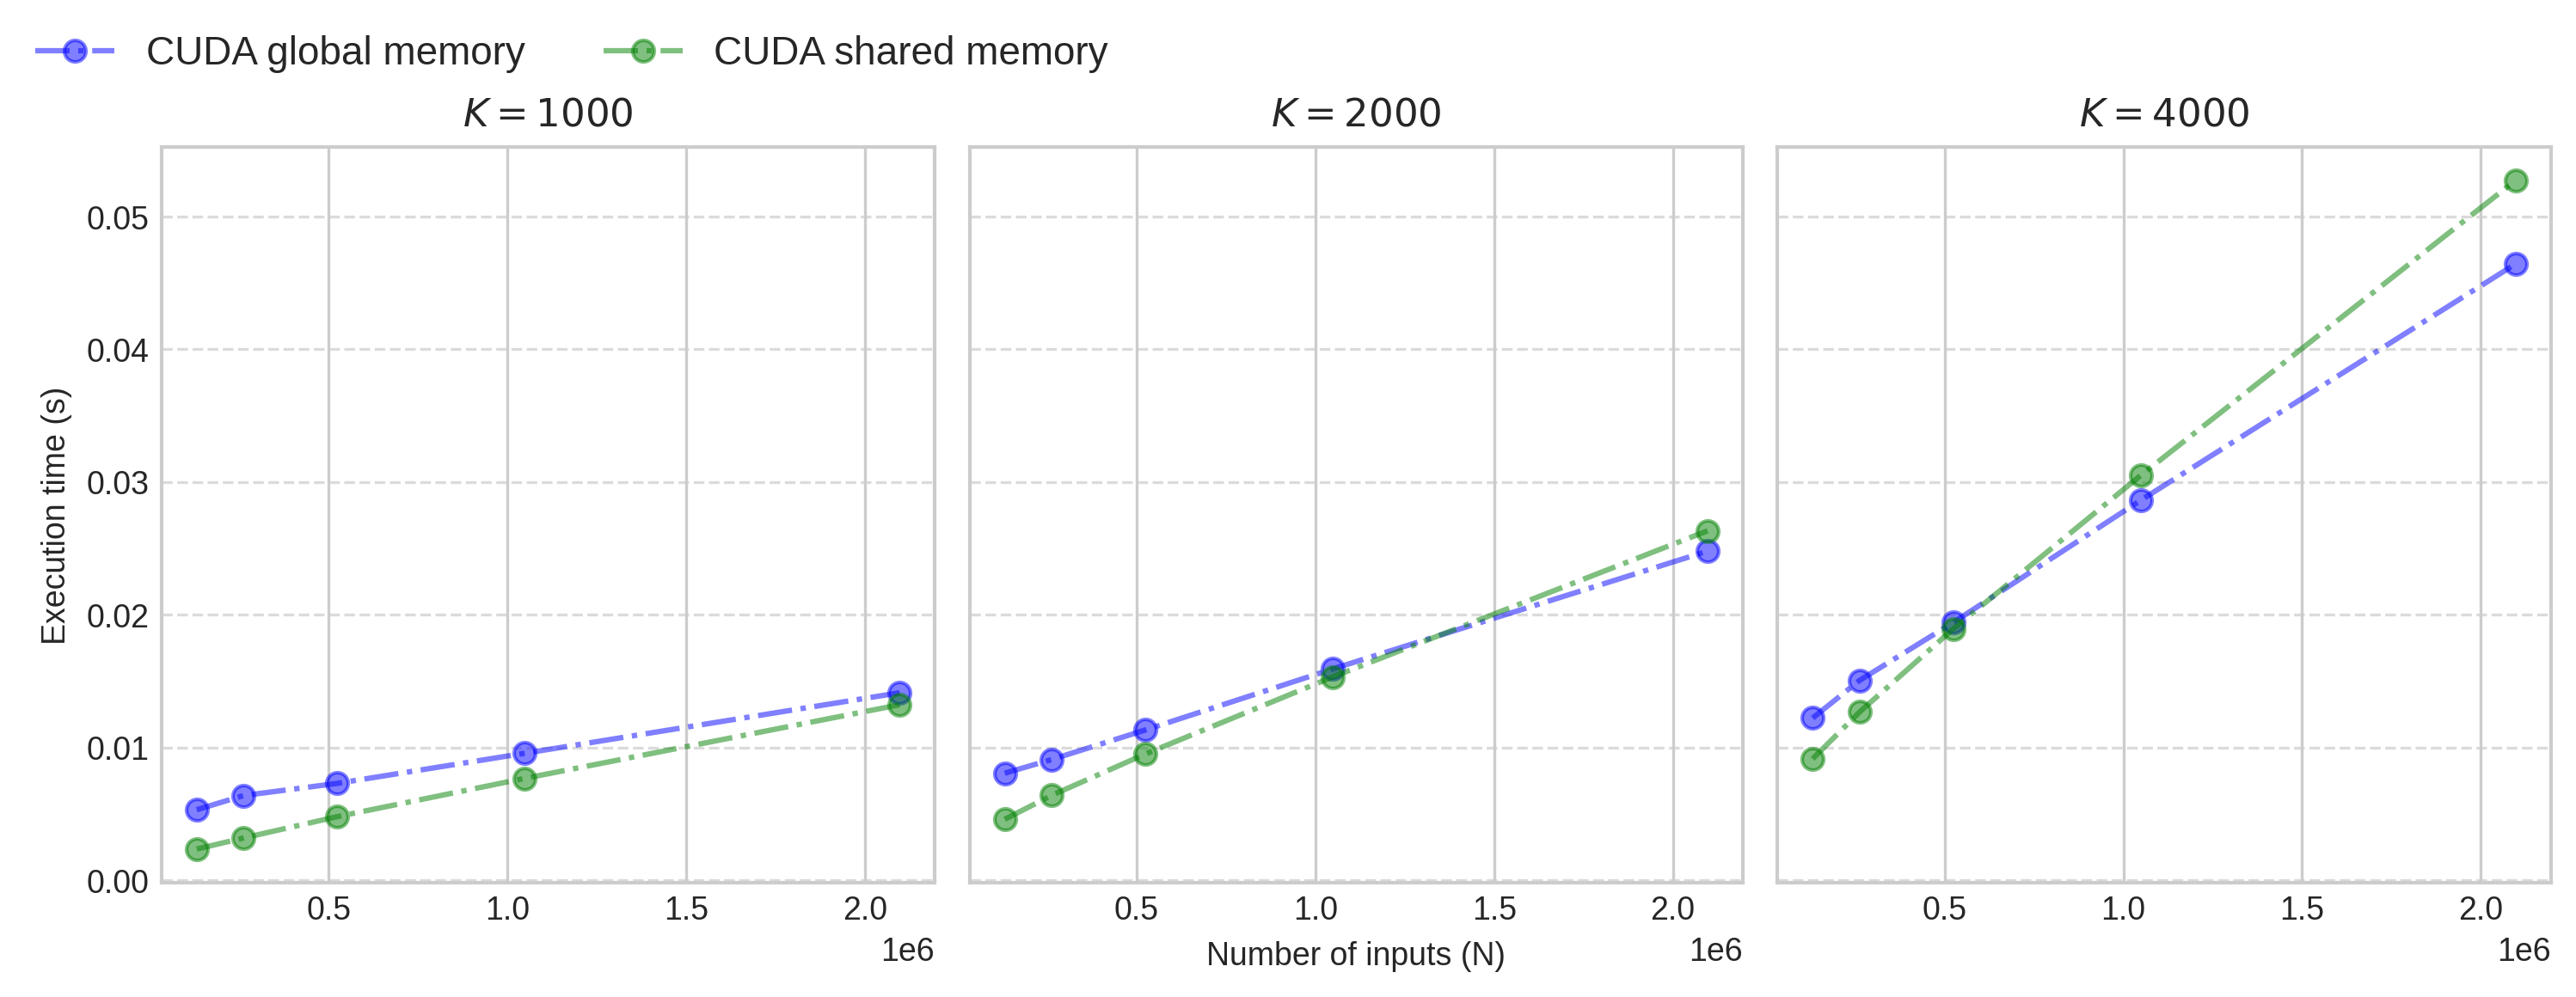 CUDA global memory
CUDA shared memory
K = 1000
K = 2000
K = 4000
Execution time (s)
0.05
0.04
0.03
0.02
0.01
0.00
0.5 1.0 1.5 2.0
1e6
0.5 1.0 1.5 2.0
1e6
0.5 1.0 1.5 2.0
1e6
Number of inputs (N)